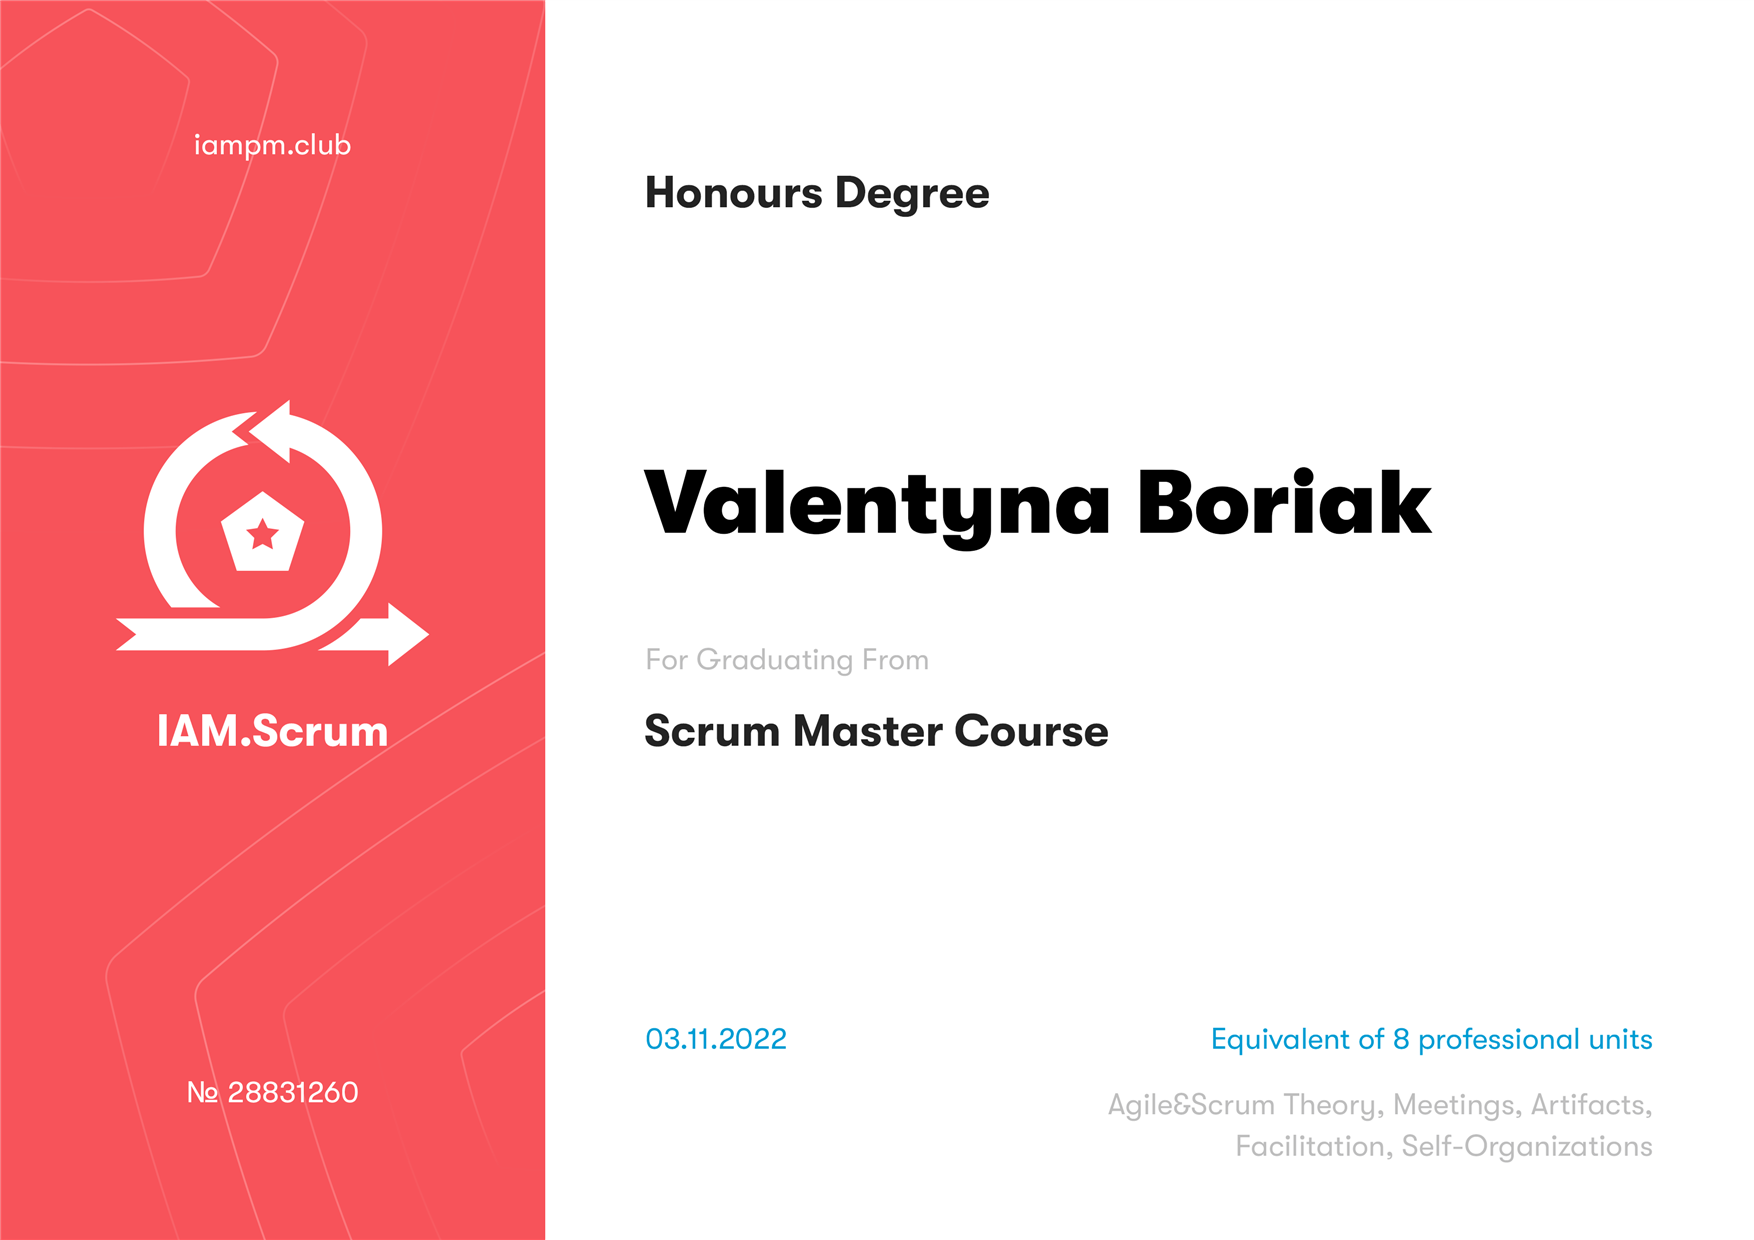 iampm.club
IAM.Scrum
№ 28831260
Honours Degree
Valentyna Boriak
For Graduating From
Scrum Master Course
03.11.2022
Equivalent of 8 professional units
Agile&Scrum Theory, Meetings, Artifacts,
Facilitation, Self-Organizations